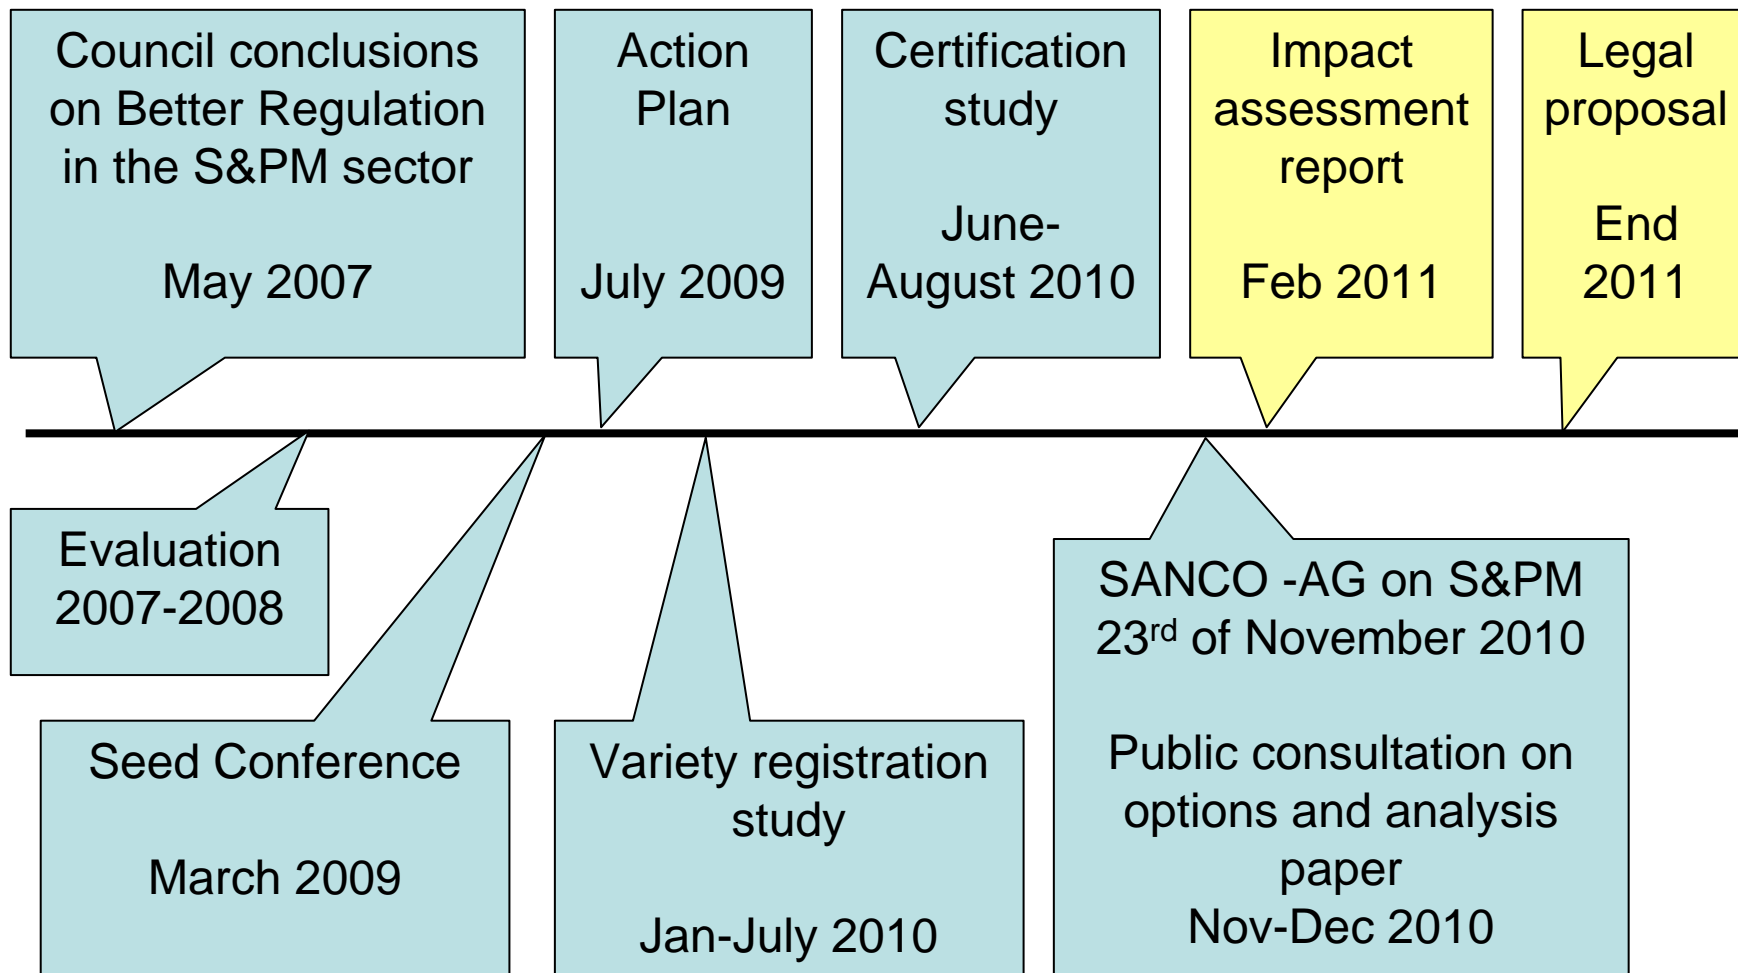 Council conclusions
on Better Regulation
in the S&PM sector
May 2007
Action
Plan
July 2009
Certification
study
June-
August 2010
Impact
assessment
report
Feb 2011
Legal
proposal
End
2011
Evaluation
2007-2008
Seed Conference
March 2009
Variety registration
study
Jan-July 2010
SANCO -AG on S&PM
23rd of November 2010
Public consultation on
options and analysis
paper
Nov-Dec 2010